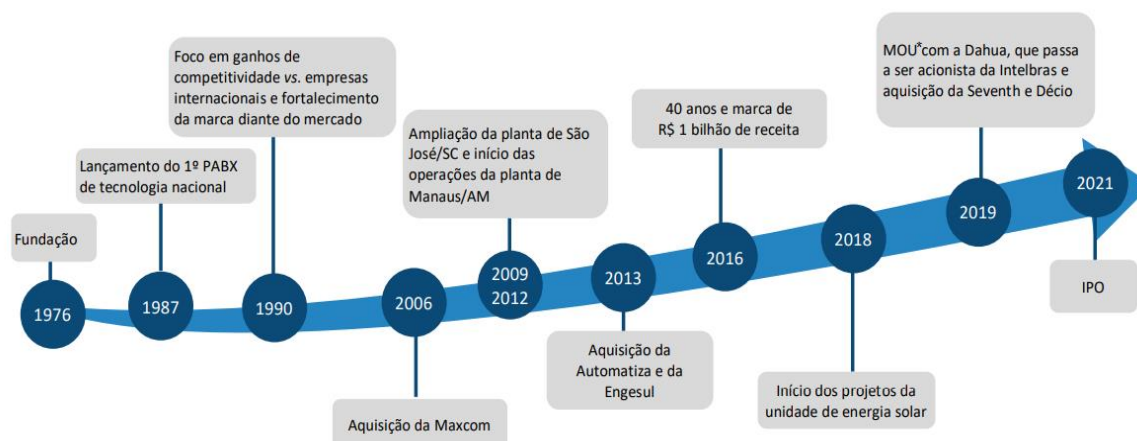 Fundação
1976
Lançamento do 1º PABX
de tecnologia nacional
1987
Foco em ganhos de
competitividade vs. empresas
internacionais e fortalecimento
da marca diante do mercado
1990
2006
Aquisição da Maxcom
Ampliação da planta de São
José/SC e início das
operações da planta de
Manaus/AM
2009
2012
2013
Aquisição da
Automatiza e da
Engesul
40 anos e marca de
R$ 1 bilhão de receita
2016
2018
Início dos projetos da
unidade de energia solar
MOU* com a Dahua, que passa
a ser acionista da Intelbras e
aquisição da Seventh e Décio
2019
2021
IPO